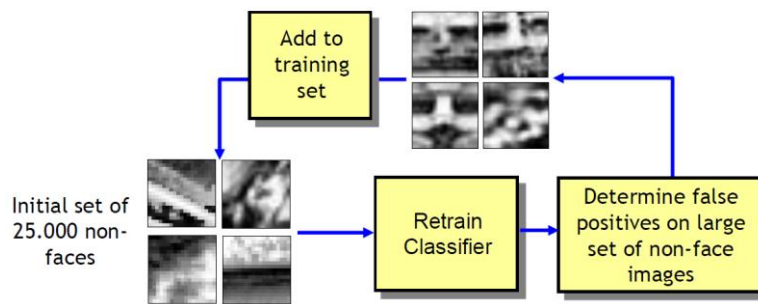 Add to
training
set
Initial set of
25.000 non-
faces
Retrain
Classifier
Determine false
positives on large
set of non-face
images